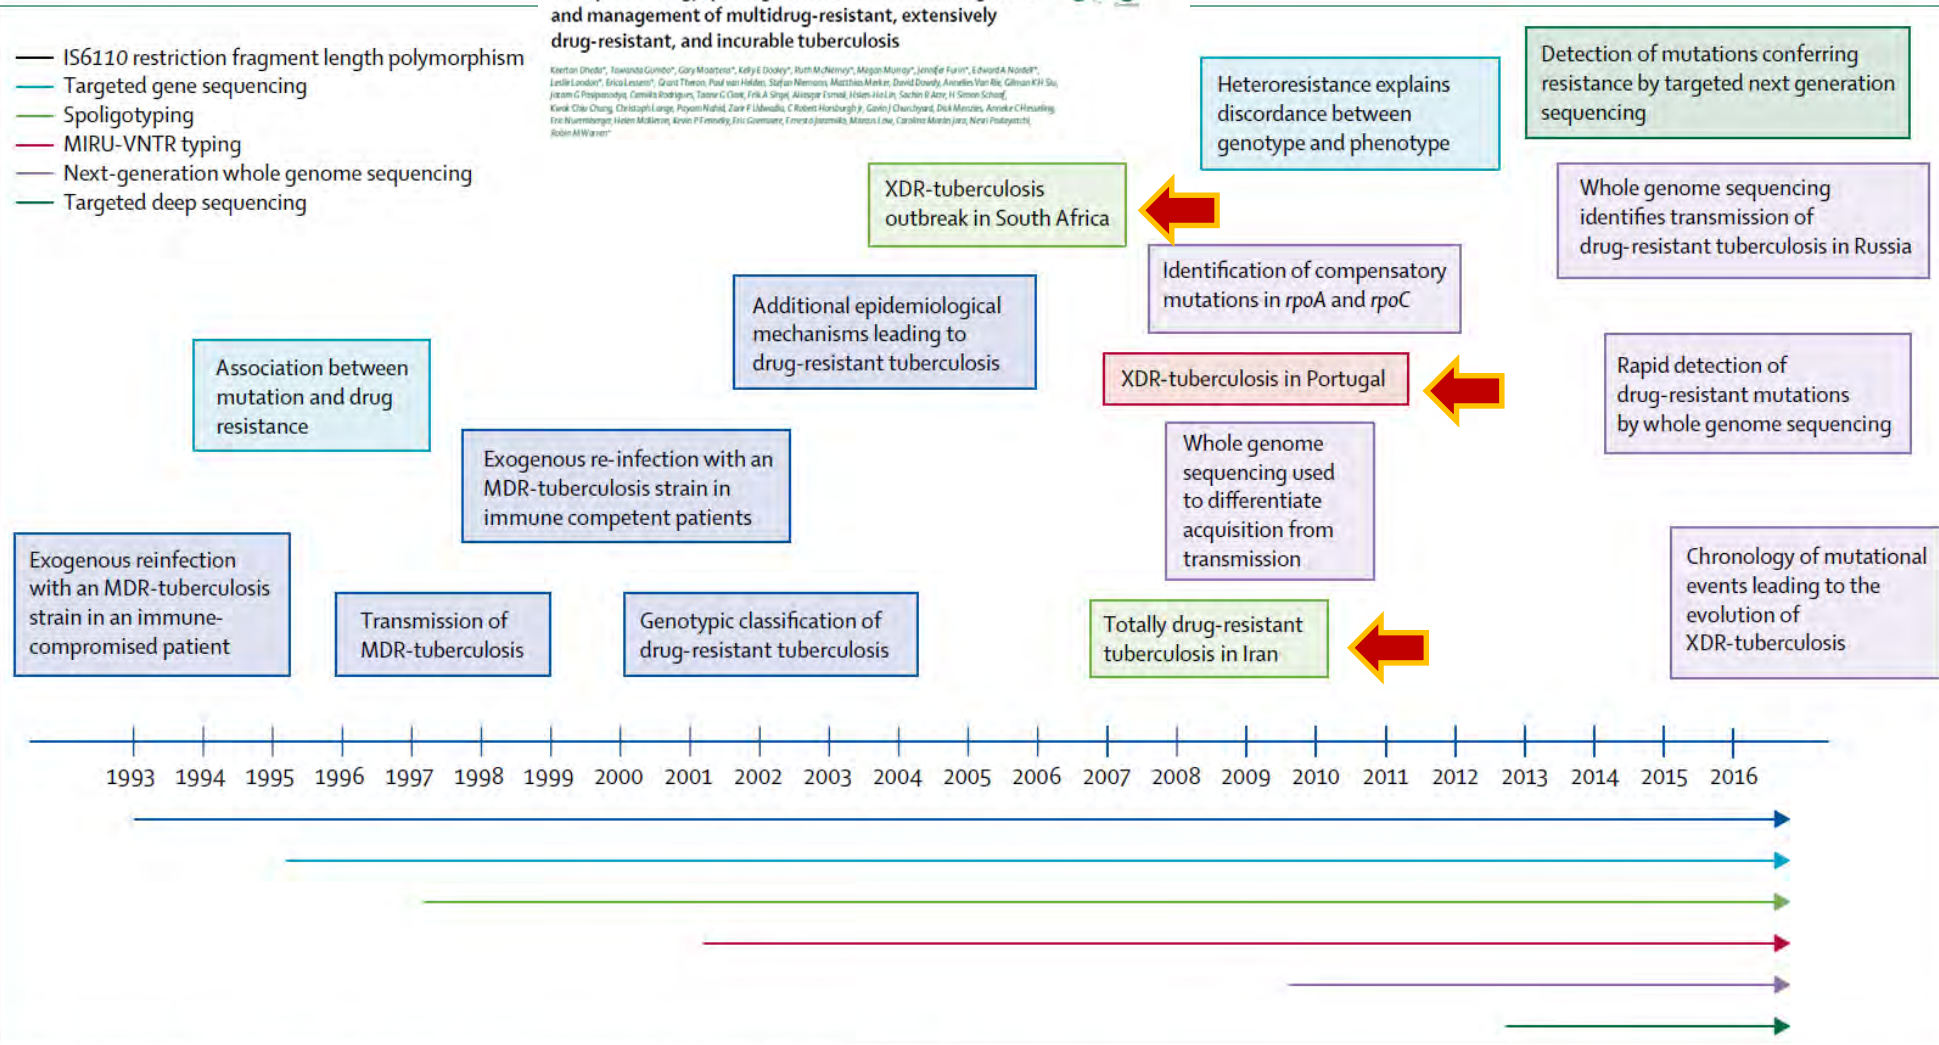 and management of multidrug-resistant, extensively
drug-resistant, and incurable tuberculosis
IS6110 restriction fragment length polymorphism
Targeted gene sequencing
Spoligotyping
MIRU-VNTR typing
Next-generation whole genome sequencing
Targeted deep sequencing
Detection of mutations conferring
resistance by targeted next generation
sequencing
Heteroresistance explains
discordance between
genotype and phenotype
XDR-tuberculosis
outbreak in South Africa
Whole genome sequencing
identifies transmission of
drug-resistant tuberculosis in Russia
Identification of compensatory
mutations in rpoA and rpoC
Additional epidemiological
mechanisms leading to
drug-resistant tuberculosis
Association between
mutation and drug
resistance
XDR-tuberculosis in Portugal
Rapid detection of
drug-resistant mutations
by whole genome sequencing
Exogenous re-infection with an
MDR-tuberculosis strain in
immune competent patients
Whole genome
sequencing used
to differentiate
acquisition from
transmission
Exogenous reinfection
with an MDR-tuberculosis
strain in an immune-
compromised patient
Transmission of
MDR-tuberculosis
Genotypic classification of
drug-resistant tuberculosis
Totally drug-resistant
tuberculosis in Iran
Chronology of mutational
events leading to the
evolution of
XDR-tuberculosis
1993 1994 1995 1996 1997 1998 1999 2000 2001 2002 2003 2004 2005 2006 2007 2008 2009 2010 2011 2012 2013 2014 2015 2016